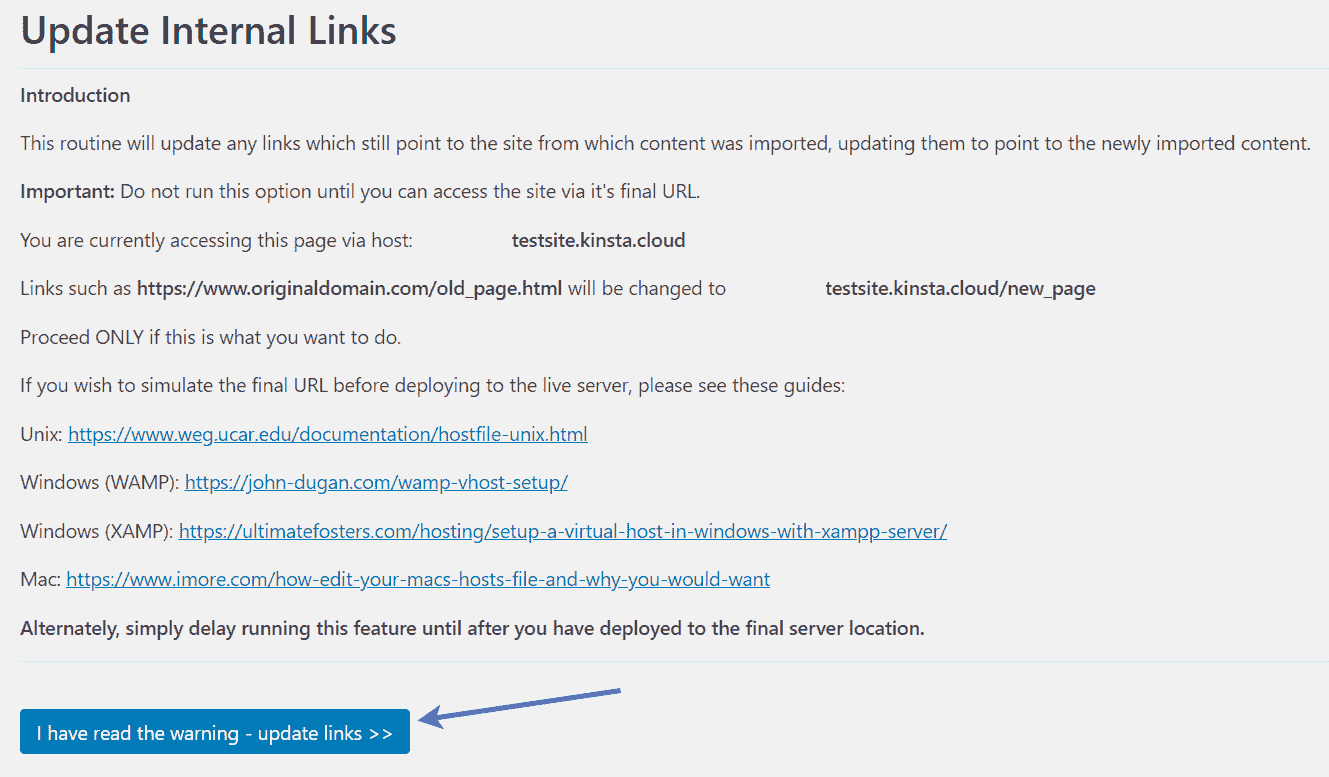 Update Internal Links
Introduction
This routine will update any links which still point to the site from which content was imported, updating them to point to the newly imported content.
Important: Do not run this option until you can access the site via it's final URL.
You are currently accessing this page via host: testsite.kinsta.cloud
Links such as https://www.originaldomain.com/old_page.html will be changed to testsite.kinsta.cloud/new_page
Proceed ONLY if this is what you want to do.
If you wish to simulate the final URL before deploying to the live server, please see these guides:
Unix: https://www.weg.ucar.edu/documentation/hostfile-unix.html
Windows (WAMP): https://john-dugan.com/wamp-vhost-setup/
Windows (XAMP): https://ultimatefosters.com/hosting/setup-a-virtual-host-in-windows-with-xampp-server/
Mac: https://www.imore.com/how-edit-your-macs-hosts-file-and-why-you-would-want
Alternately, simply delay running this feature until after you have deployed to the final server location.
I have read the warning - update links >>